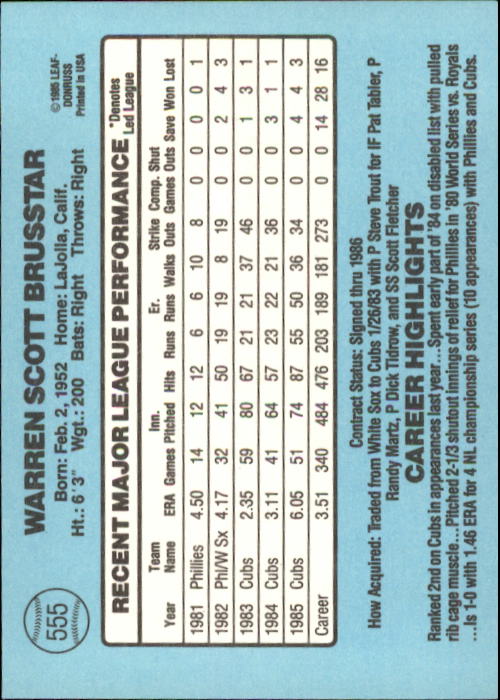 555
WARREN SCOTT BRUSSTAR
©1985 LEAF-
DONRUSS
Printed in USA
Born: Feb. 2, 1952 Home: LaJolla, Calif.
Ht.: 6'3" Wgt.: 200 Bats: Right Throws: Right
RECENT MAJOR LEAGUE PERFORMANCE *Denotes Led League
Year Team Name ERA Games Inn. Pitched Hits Runs Er. Runs Walks Strike Outs Comp. Games Shut Outs Save Won Lost
1981 Phillies 4.50 14 12 12 6 6 10 8 0 0 0 0 1
1982 Phi/W Sx 4.17 32 41 50 19 19 8 19 0 0 2 4 3
1983 Cubs 2.35 59 80 67 21 21 37 46 0 0 1 3 1
1984 Cubs 3.11 41 64 57 23 22 21 36 0 0 3 1 1
1985 Cubs 6.05 51 74 87 55 50 36 34 0 0 4 4 3
Career 3.51 340 484 476 203 189 181 273 0 0 14 28 16
Contract Status: Signed thru 1986
How Acquired: Traded from White Sox to Cubs 1/26/83 with P Steve Trout for IF Pat Tabler, P
Randy Martz, P Dick Tidrow, and SS Scott Fletcher
CAREER HIGHLIGHTS
Ranked 2nd on Cubs in appearances last year...Spent early part of '84 on disabled list with pulled
rib cage muscle...Pitched 2-1/3 shutout innings of relief for Phillies in '80 World Series vs. Royals
...Is 1-0 with 1.46 ERA for 4 NL championship series (10 appearances) with Phillies and Cubs.